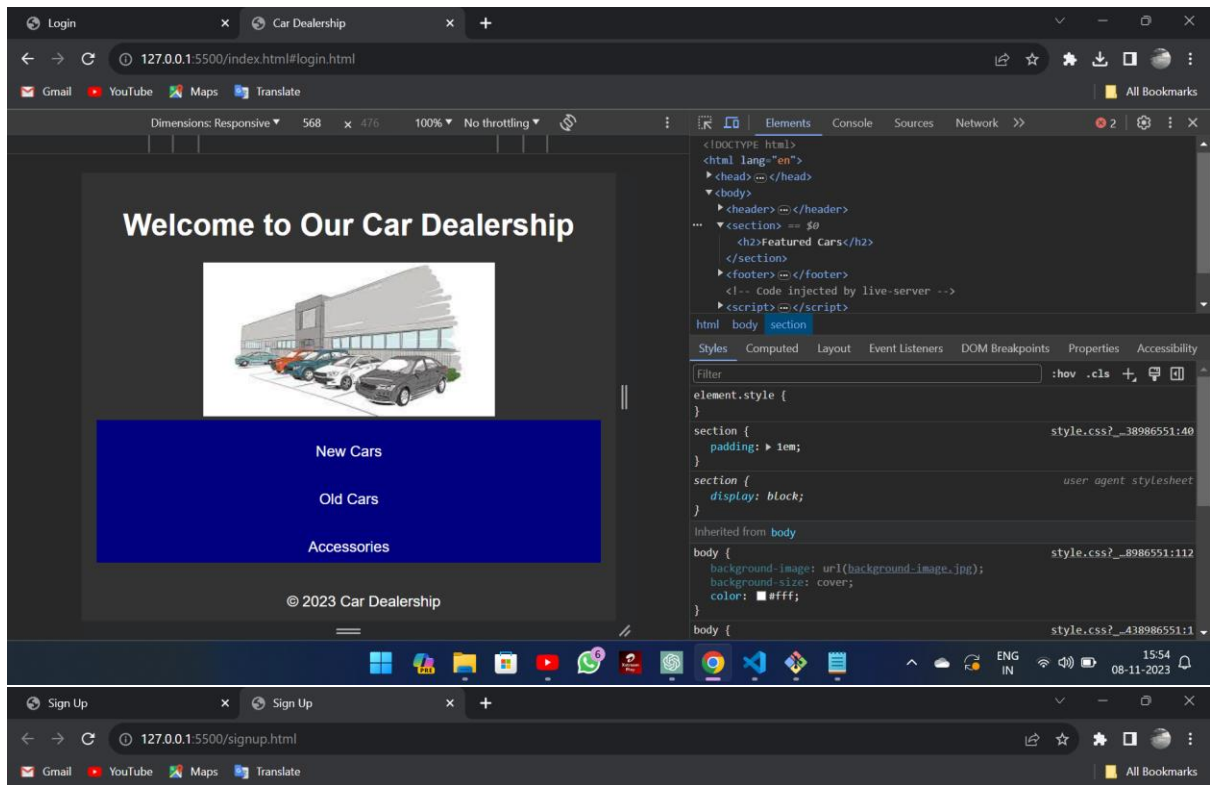 Login × Car Dealership × +
127.0.0.1:5500/index.html#login.html
Gmail YouTube Maps Translate All Bookmarks
Dimensions: Responsive ▼ 568 x 476 100% ▼ No throttling ▼
Elements Console Sources Network >> 2
<!DOCTYPE html>
<html lang="en">
<head> ⋯ </head>
<body>
<header> ⋯ </header>
<section> == $0
<h2>Featured Cars</h2>
</section>
<footer> ⋯ </footer>
<!-- Code injected by live-server -->
<script> ⋯ </script>
html body section
Welcome to Our Car Dealership
New Cars
Old Cars
Accessories
© 2023 Car Dealership
Styles Computed Layout Event Listeners DOM Breakpoints Properties Accessibility
Filter :hov .cls +
element.style {
}
section { style.css?_…38986551:40
padding: ▶ 1em;
}
section { user agent stylesheet
display: block;
}
Inherited from body
body { style.css?_…8986551:112
background-image: url(background-image.jpg);
background-size: cover;
color: #fff;
}
body { style.css?_…438986551:1
PRE 6 ENG IN 15:54 08-11-2023
Sign Up × Sign Up × +
127.0.0.1:5500/signup.html
Gmail YouTube Maps Translate All Bookmarks